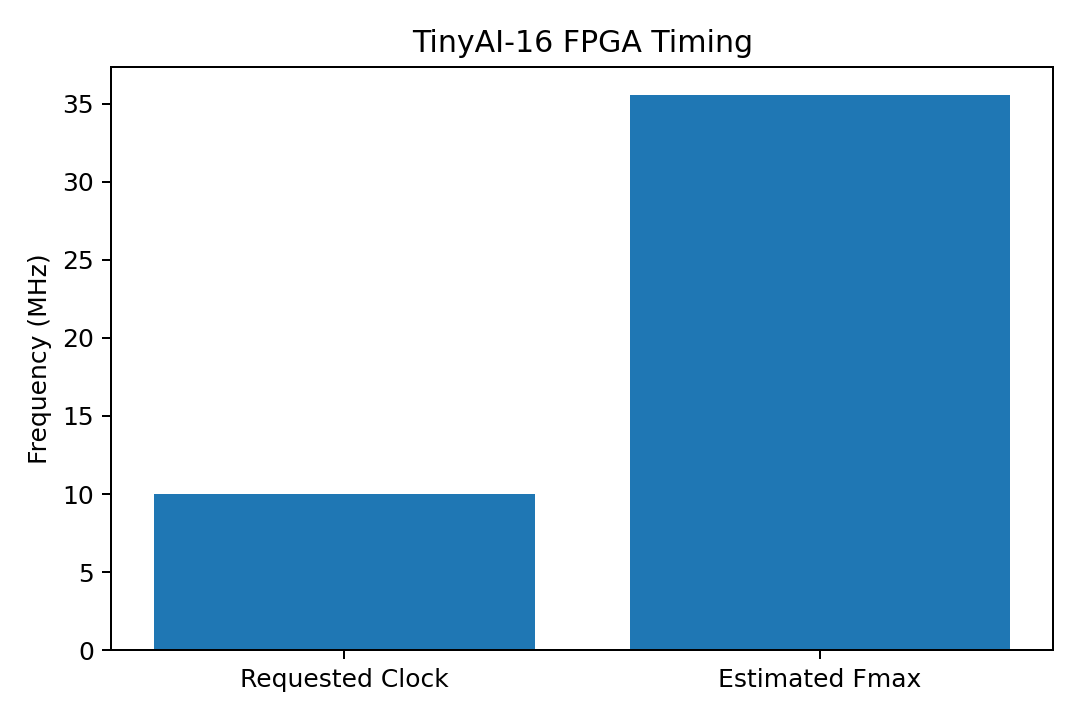 TinyAI-16 FPGA Timing
Frequency (MHz)
35
30
25
20
15
10
5
0
Requested Clock
Estimated Fmax